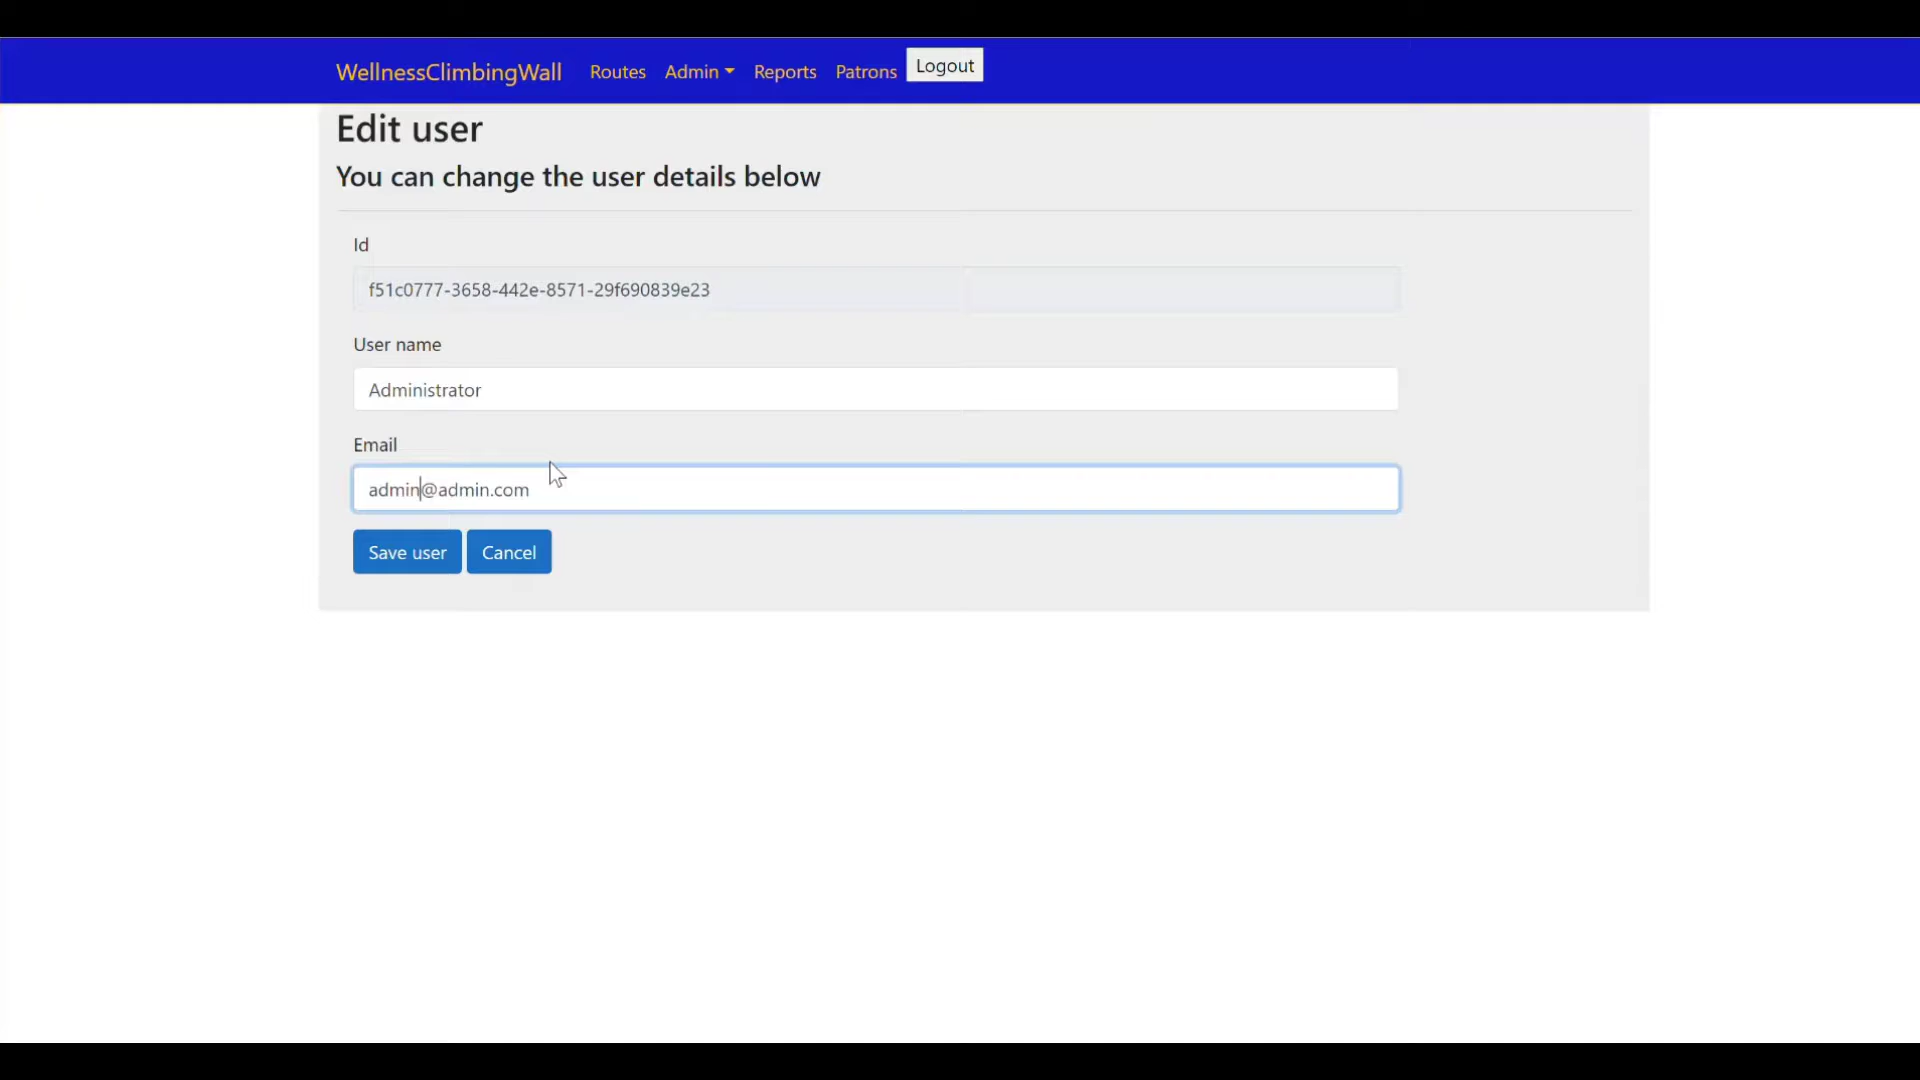 WellnessClimbingWall Routes Admin Reports Patrons Logout
Edit user
You can change the user details below
Id
f51c0777-3658-442e-8571-29f690839e23
User name
Administrator
Email
admin@admin.com
Save user Cancel